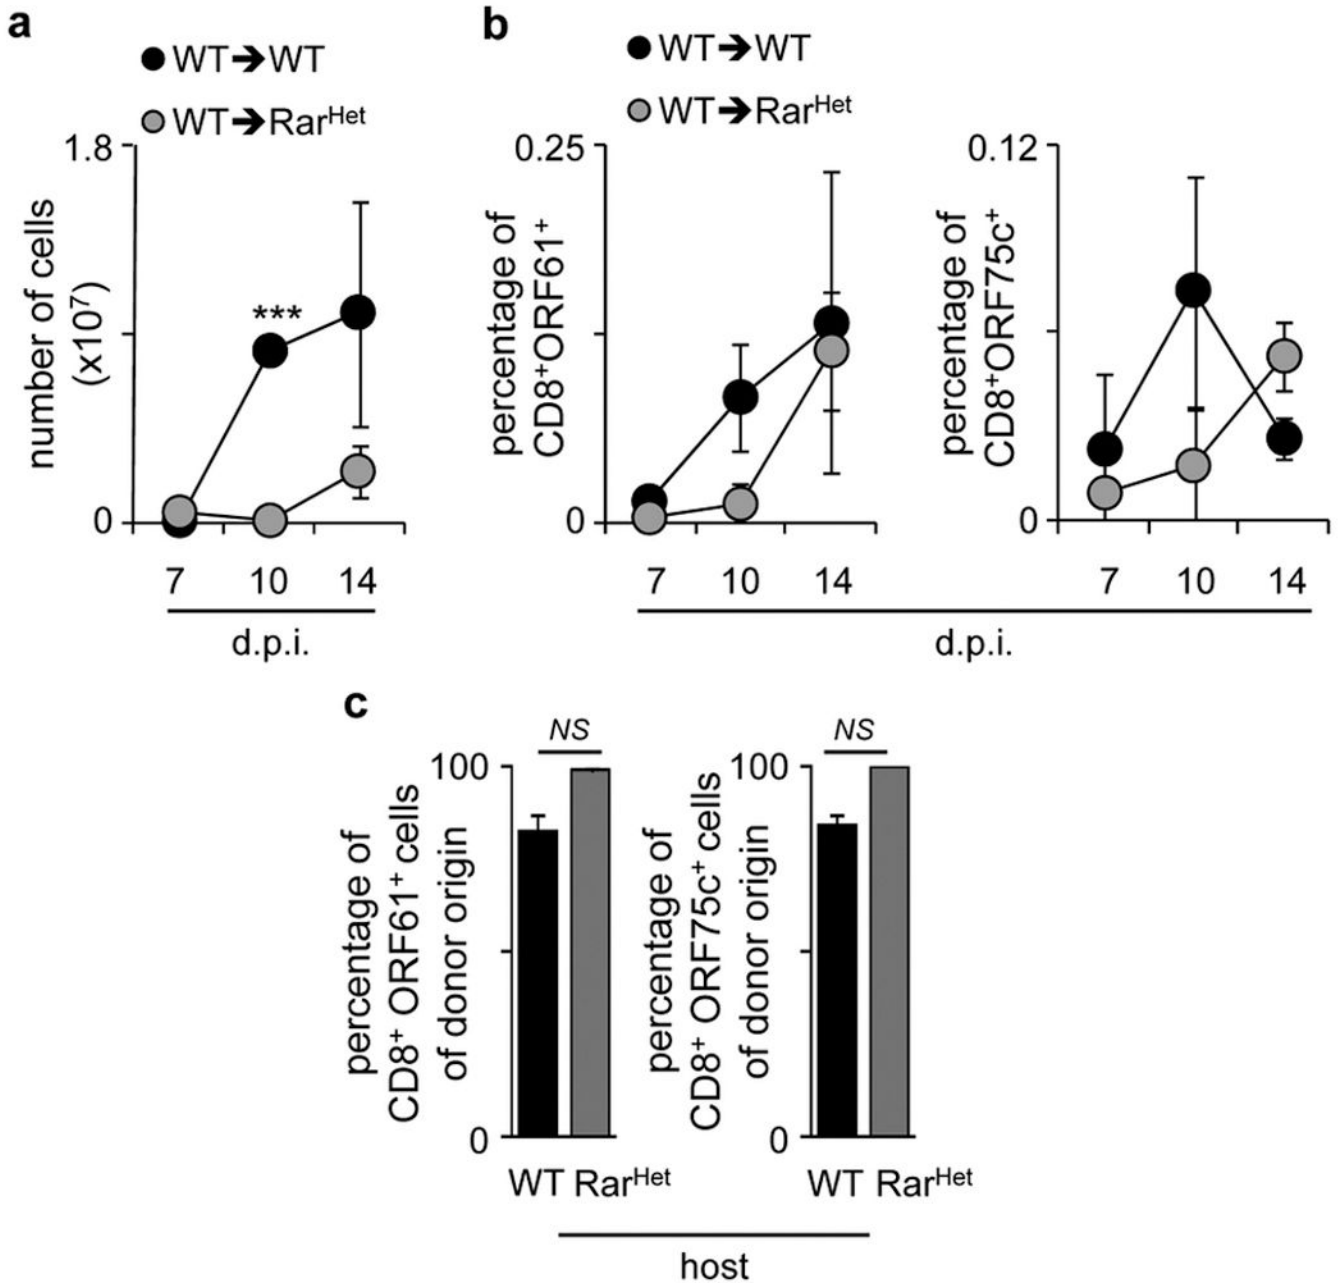 a
WT➔WT
WT➔RarHet
1.8
0
number of cells
(x10⁷)
***
7 10 14
d.p.i.
b
WT➔WT
WT➔RarHet
0.25
0
percentage of
CD8⁺ORF61⁺
7 10 14
0.12
0
percentage of
CD8⁺ORF75c⁺
7 10 14
d.p.i.
c
NS
100
0
percentage of
CD8⁺ ORF61⁺ cells
of donor origin
WT RarHet
NS
100
0
percentage of
CD8⁺ ORF75c⁺ cells
of donor origin
WT RarHet
host